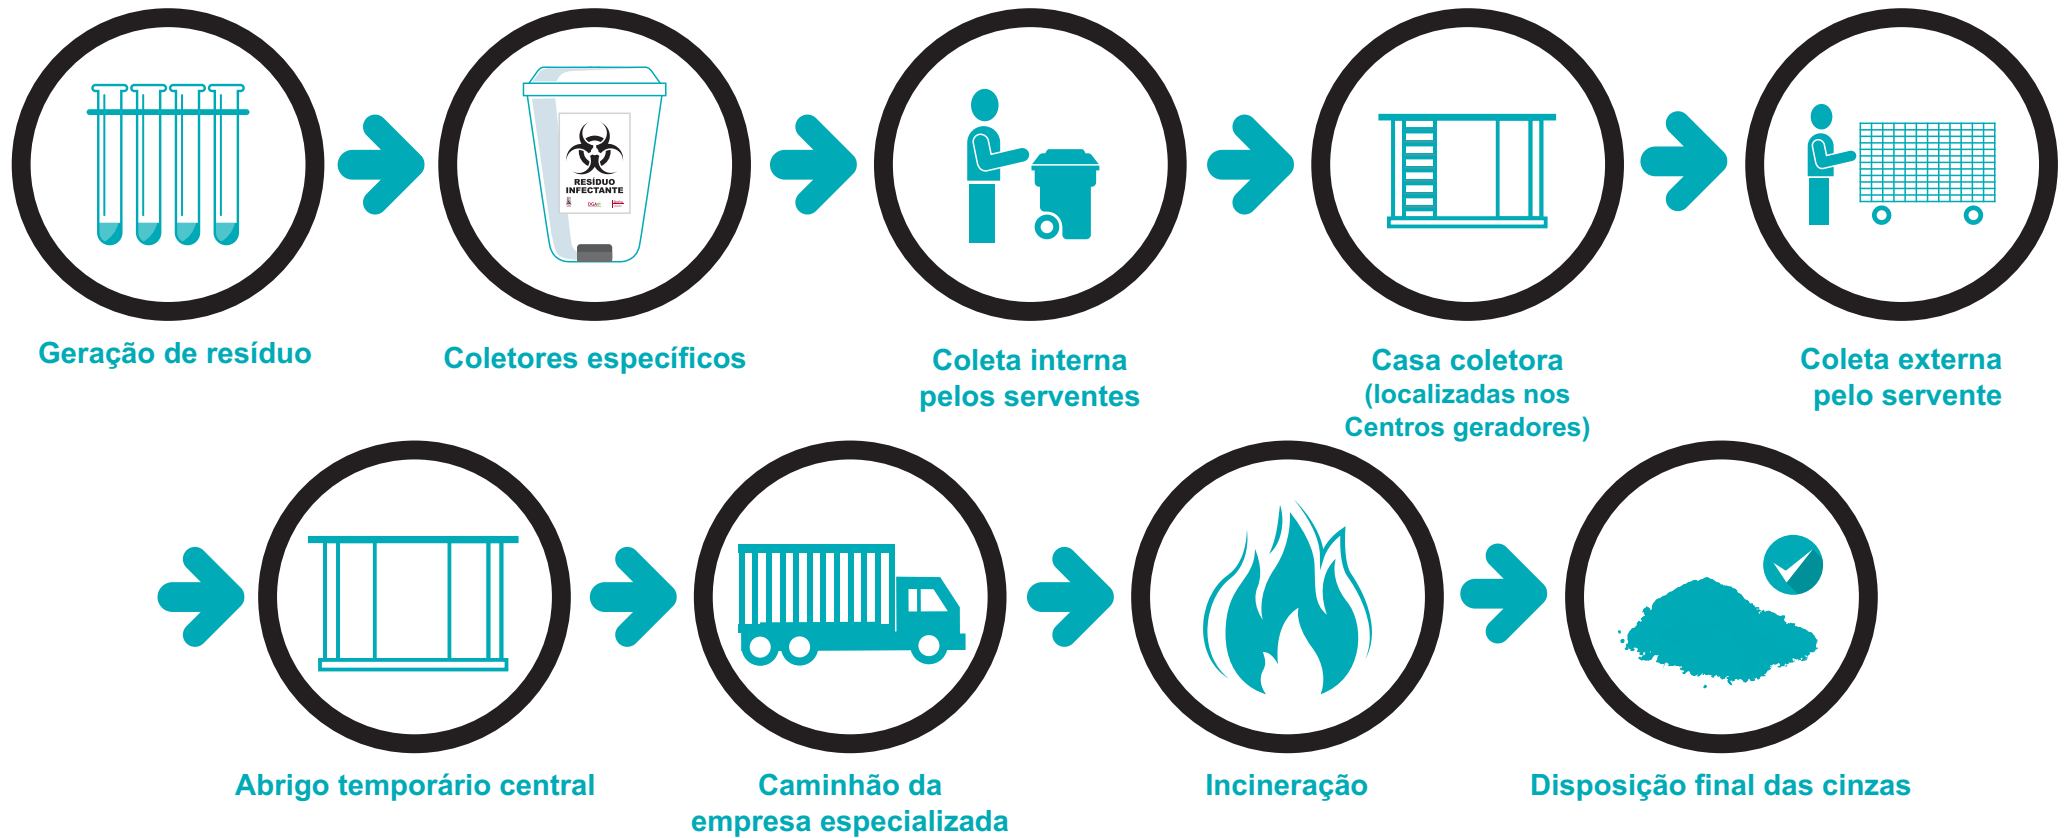 RESÍDUO
INFECTANTE
DGA
Geração de resíduo
Coletores específicos
Coleta interna
pelos serventes
Casa coletora
(localizadas nos
Centros geradores)
Coleta externa
pelo servente
Abrigo temporário central
Caminhão da
empresa especializada
Incineração
Disposição final das cinzas